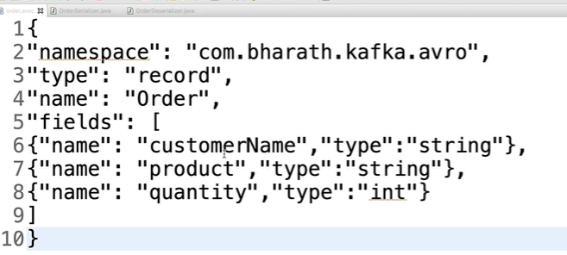 order.avsc OrderSerializer.java OrderDeserializer.java
1{
2"namespace": "com.bharath.kafka.avro",
3"type": "record",
4"name": "Order",
5"fields": [
6{"name": "customerName","type":"string"},
7{"name": "product","type":"string"},
8{"name": "quantity","type":"int"}
9]
10}